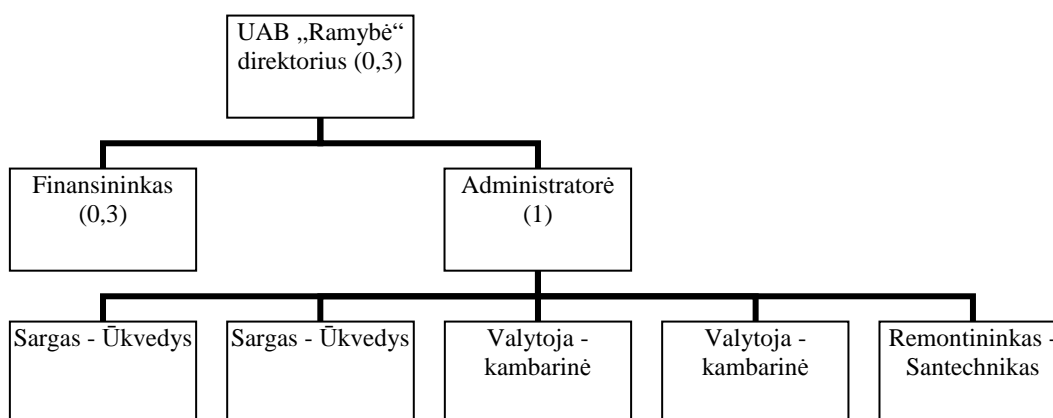 UAB „Ramybė“
direktorius (0,3)
Finansininkas
(0,3)
Administratorė
(1)
Sargas - Ūkvedys
Sargas - Ūkvedys
Valytoja -
kambarinė
Valytoja -
kambarinė
Remontininkas -
Santechnikas